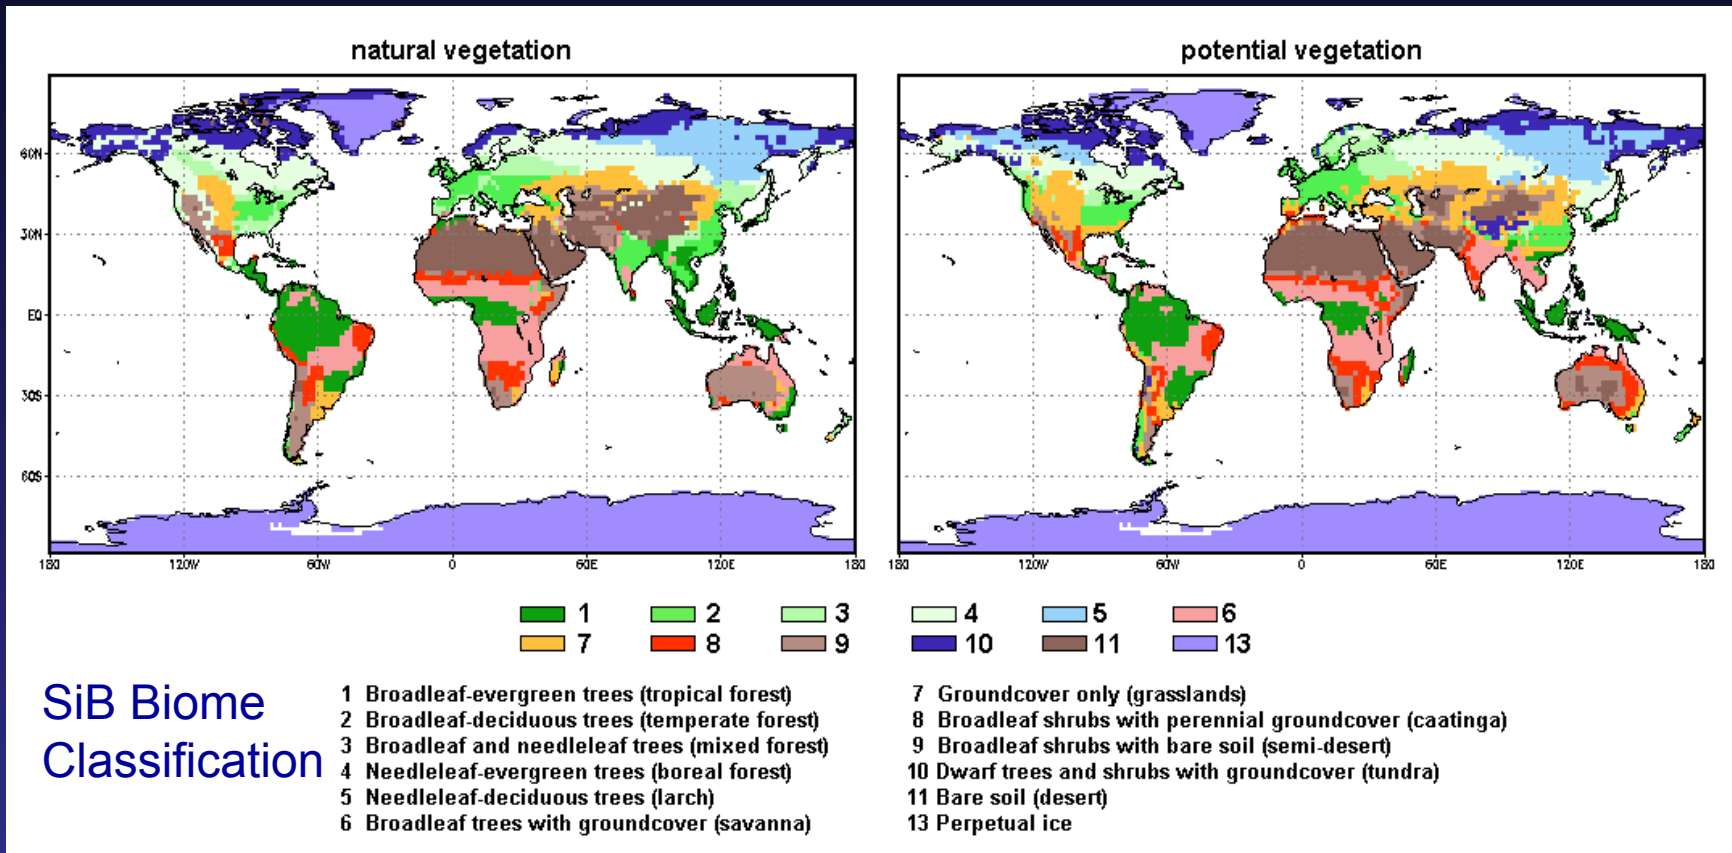 natural vegetation
potential vegetation
60N
30N
EQ
30S
60S
180 120W 60W 0 60E 120E 180
180 120W 60W 0 60E 120E 180
1 2 3 4 5 6
7 8 9 10 11 13
SiB Biome
Classification
1 Broadleaf-evergreen trees (tropical forest)
2 Broadleaf-deciduous trees (temperate forest)
3 Broadleaf and needleleaf trees (mixed forest)
4 Needleleaf-evergreen trees (boreal forest)
5 Needleleaf-deciduous trees (larch)
6 Broadleaf trees with groundcover (savanna)
7 Groundcover only (grasslands)
8 Broadleaf shrubs with perennial groundcover (caatinga)
9 Broadleaf shrubs with bare soil (semi-desert)
10 Dwarf trees and shrubs with groundcover (tundra)
11 Bare soil (desert)
13 Perpetual ice